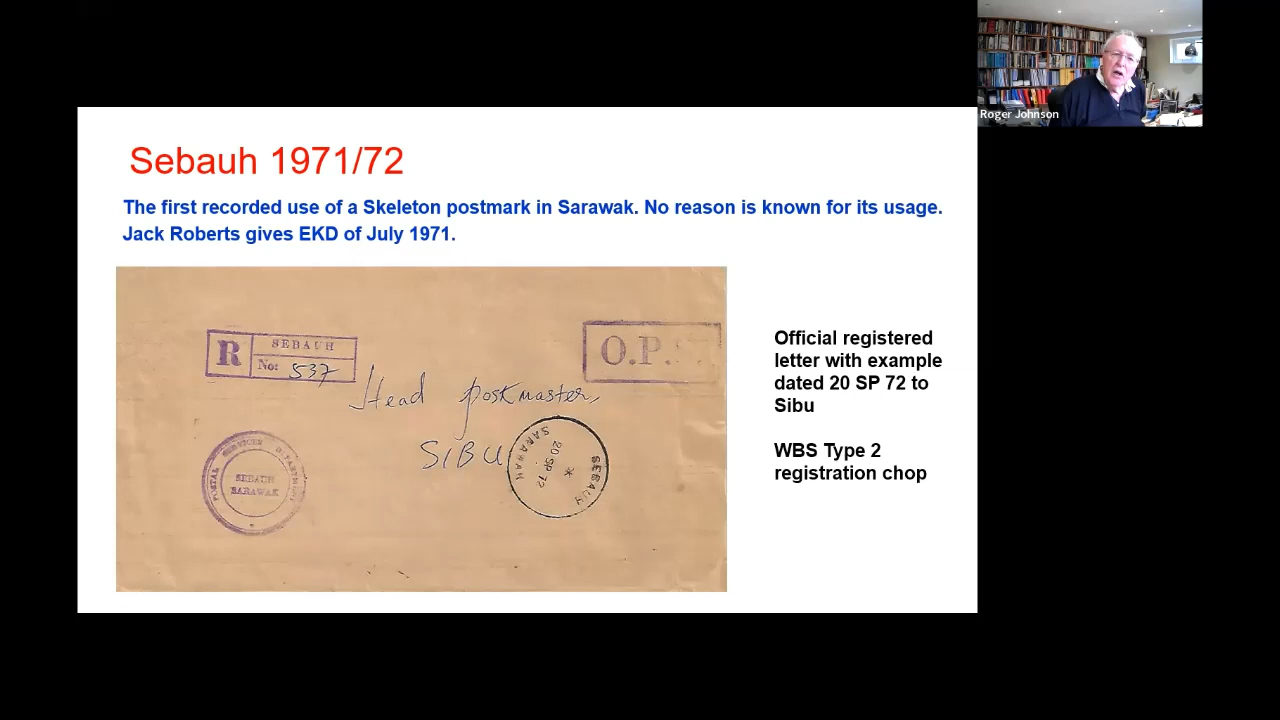 Roger Johnson
Sebauh 1971/72
The first recorded use of a Skeleton postmark in Sarawak. No reason is known for its usage.
Jack Roberts gives EKD of July 1971.
R
SEBAUH
No: 537
O.P.
Head postmaster,
SIBU
POSTAL SERVICES DEPARTMENT
SEBAUH
SARAWAK
SEBAUH
20 SP 72
SARAWAK
Official registered
letter with example
dated 20 SP 72 to
Sibu
WBS Type 2
registration chop